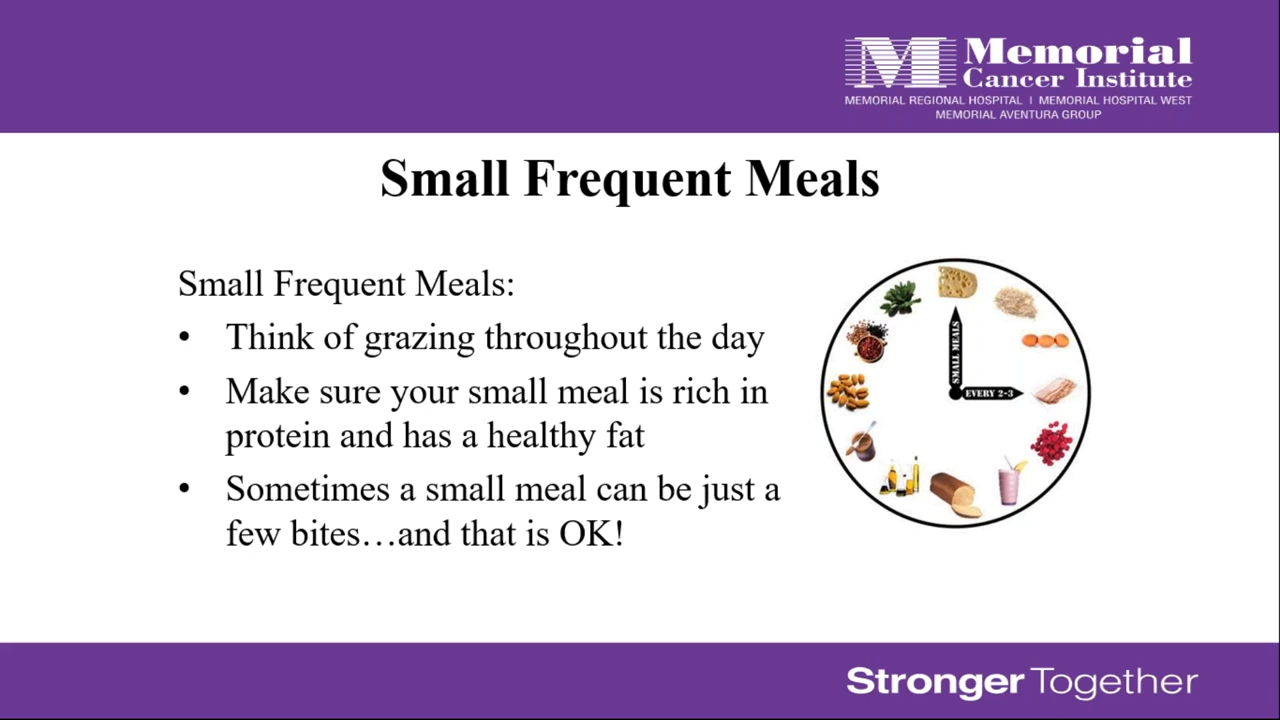 M Memorial
Cancer Institute
MEMORIAL REGIONAL HOSPITAL | MEMORIAL HOSPITAL WEST
MEMORIAL AVENTURA GROUP
Small Frequent Meals
Small Frequent Meals:
• Think of grazing throughout the day
• Make sure your small meal is rich in
protein and has a healthy fat
• Sometimes a small meal can be just a
few bites…and that is OK!
SMALL MEALS
EVERY 2-3
Stronger Together